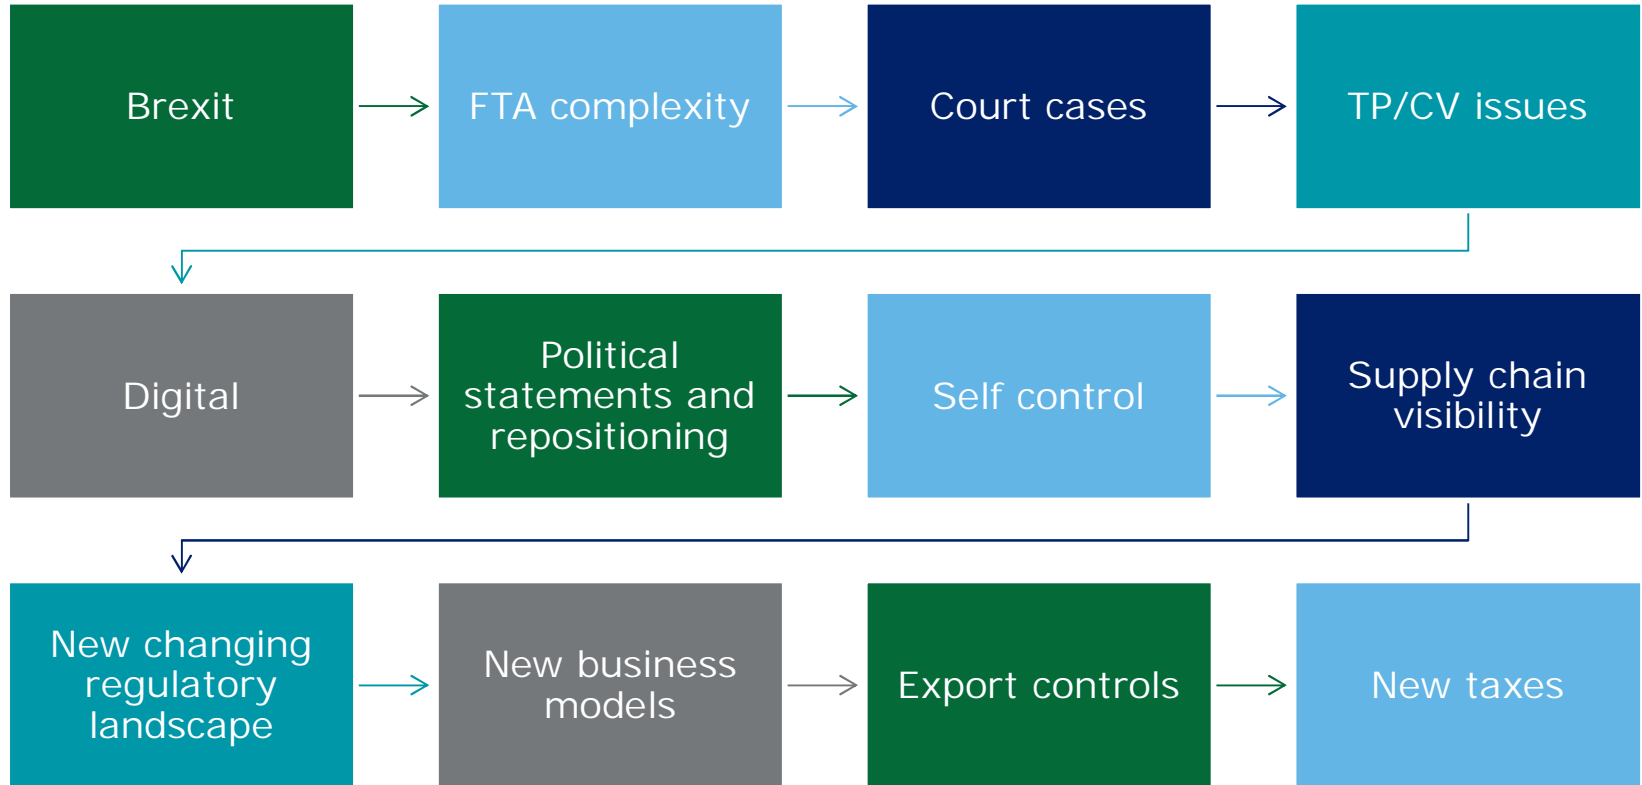 Brexit
FTA complexity
Court cases
TP/CV issues
Digital
Political
statements and
repositioning
Self control
Supply chain
visibility
New changing
regulatory
landscape
New business
models
Export controls
New taxes